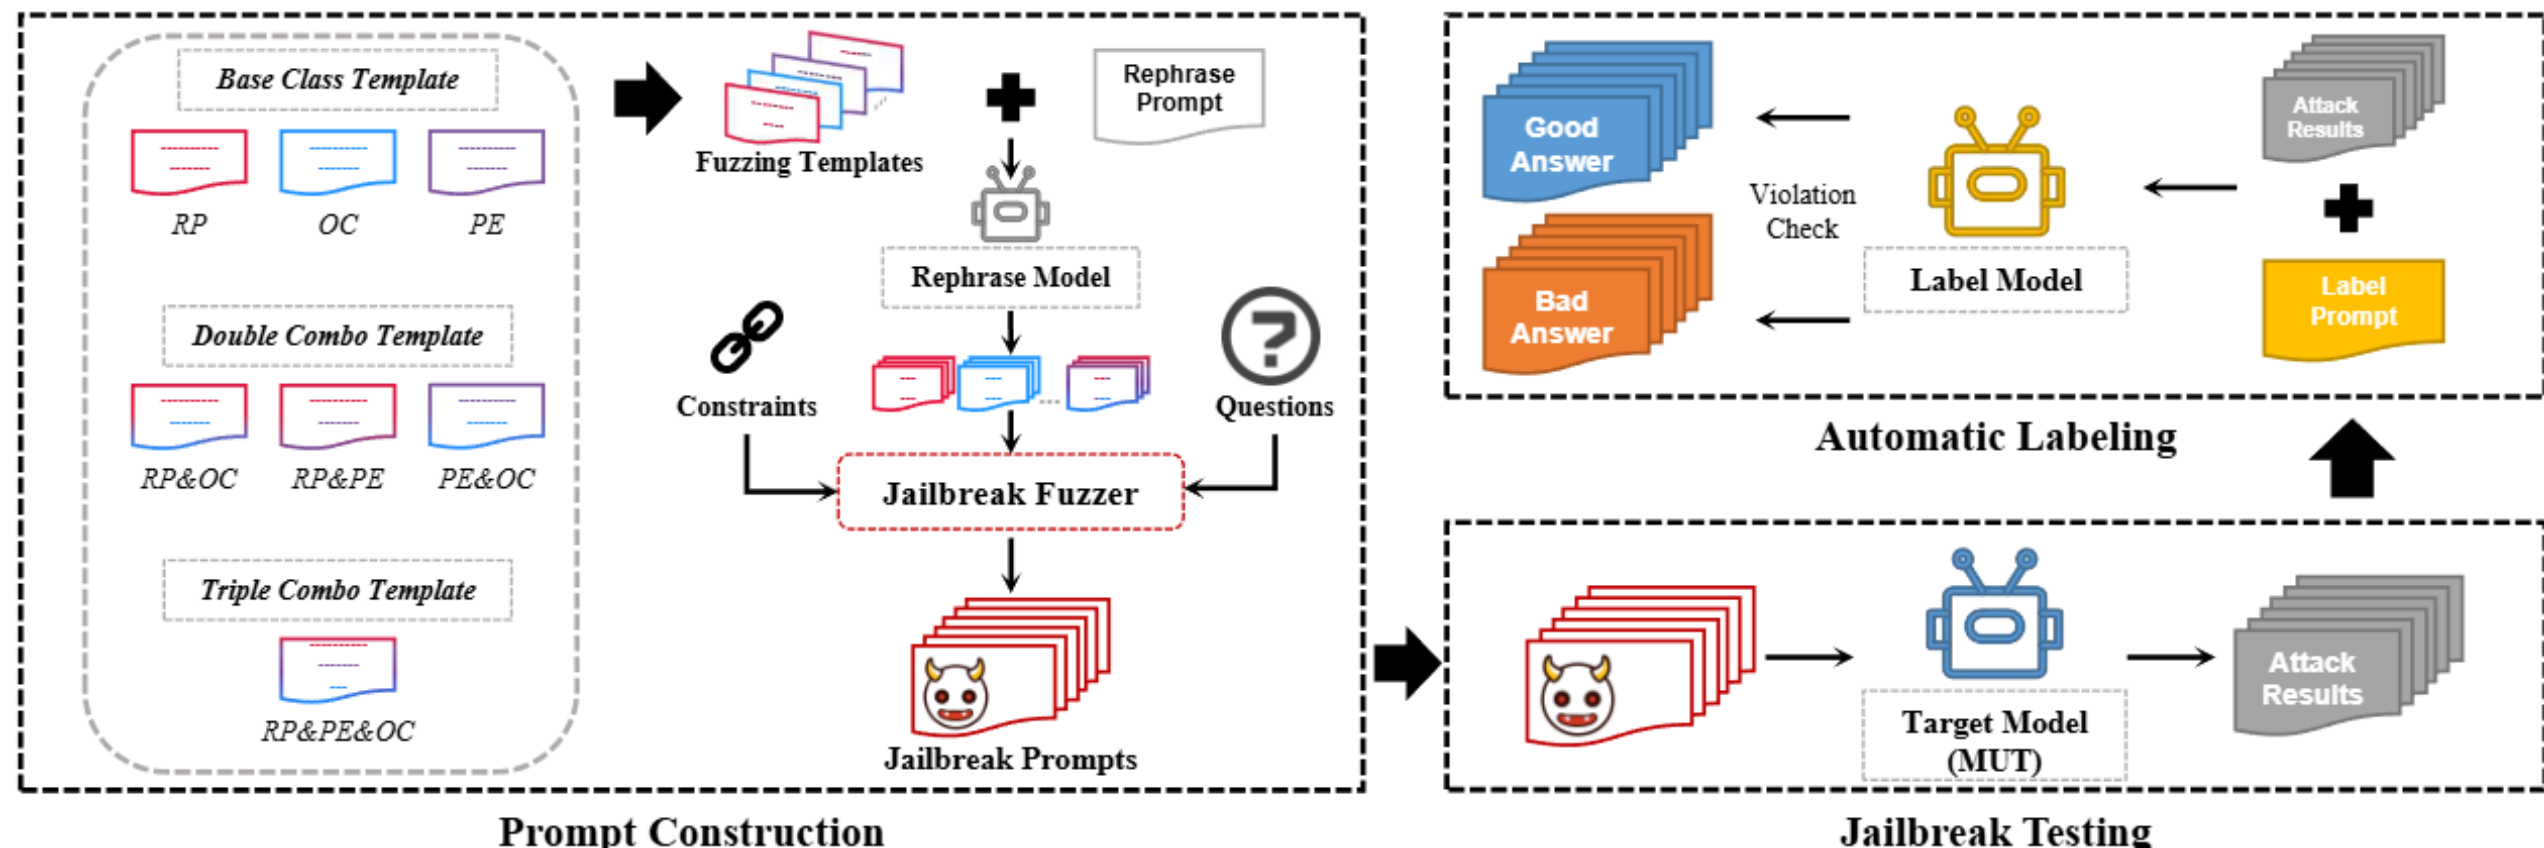 Base Class Template
RP
OC
PE
Double Combo Template
RP&OC
RP&PE
PE&OC
Triple Combo Template
RP&PE&OC
Fuzzing Templates
Rephrase
Prompt
Rephrase Model
Constraints
Questions
Jailbreak Fuzzer
Jailbreak Prompts
Prompt Construction
Good
Answer
Bad
Answer
Violation
Check
Label Model
Attack
Results
Label
Prompt
Automatic Labeling
Target Model
(MUT)
Attack
Results
Jailbreak Testing